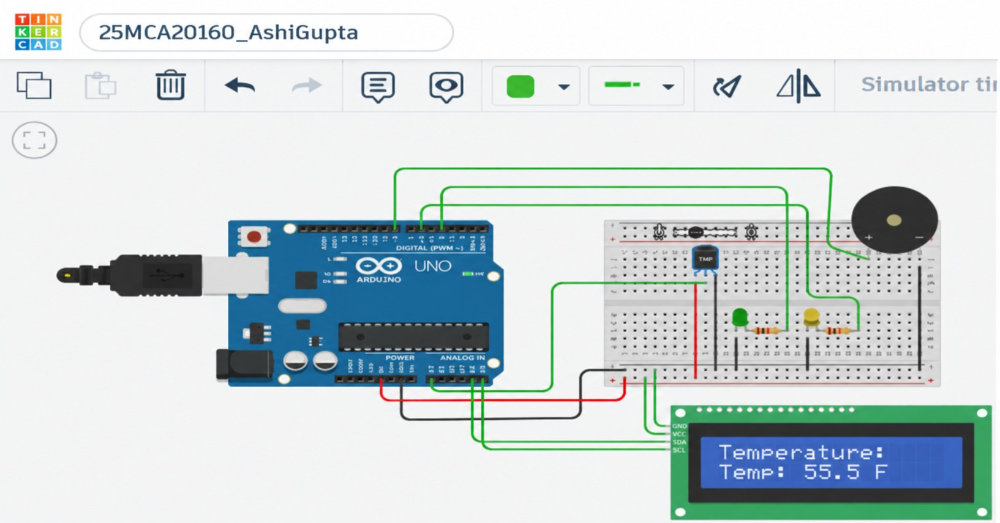 TIN
KER
CAD
25MCA20160_AshiGupta
Simulator tir
DIGITAL (PWM ~)
UNO
ARDUINO
TMP
POWER
ANALOG IN
GND
VCC
SDA
SCL
Temperature:
Temp: 55.5 F